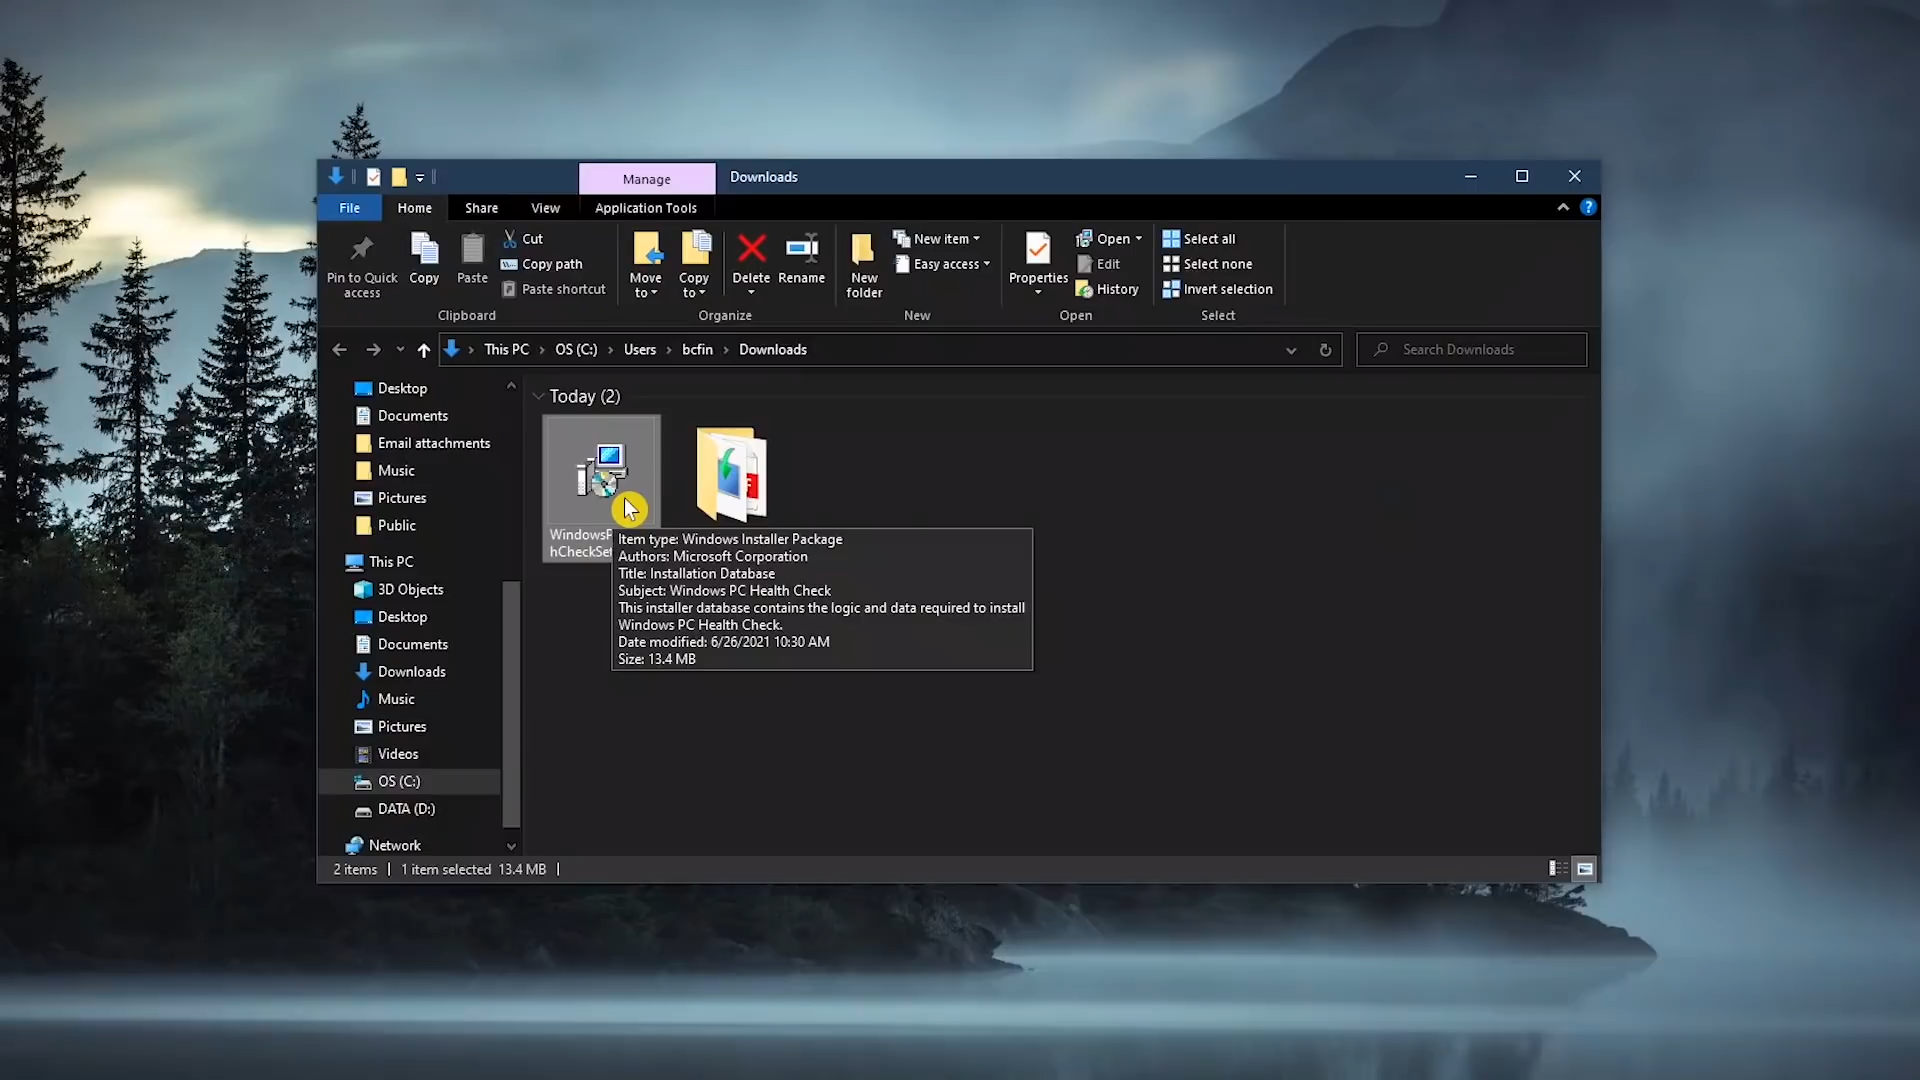 Manage
Downloads
File
Home
Share
View
Application Tools
Pin to Quick access
Copy
Paste
Cut
Copy path
Paste shortcut
Clipboard
Move to
Copy to
Delete
Rename
Organize
New folder
New item
Easy access
New
Properties
Open
Edit
History
Open
Select all
Select none
Invert selection
Select
This PC > OS (C:) > Users > bcfin > Downloads
Search Downloads
Desktop
Documents
Email attachments
Music
Pictures
Public
This PC
3D Objects
Desktop
Documents
Downloads
Music
Pictures
Videos
OS (C:)
DATA (D:)
Network
Today (2)
Item type: Windows Installer Package
Authors: Microsoft Corporation
Title: Installation Database
Subject: Windows PC Health Check
This installer database contains the logic and data required to install
Windows PC Health Check.
Date modified: 6/26/2021 10:30 AM
Size: 13.4 MB
2 items
1 item selected 13.4 MB